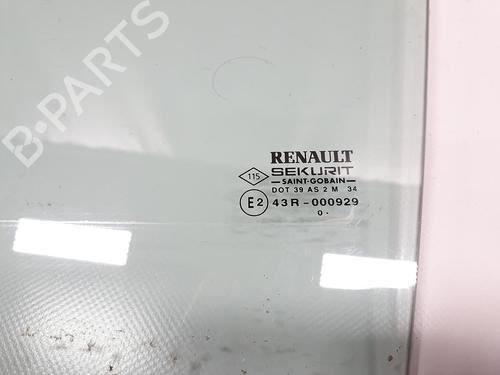 B-PARTS
RENAULT
SEKURIT
115
SAINT-GOBAIN
DOT 39 AS 2 M 34
E2 43R-000929
0.